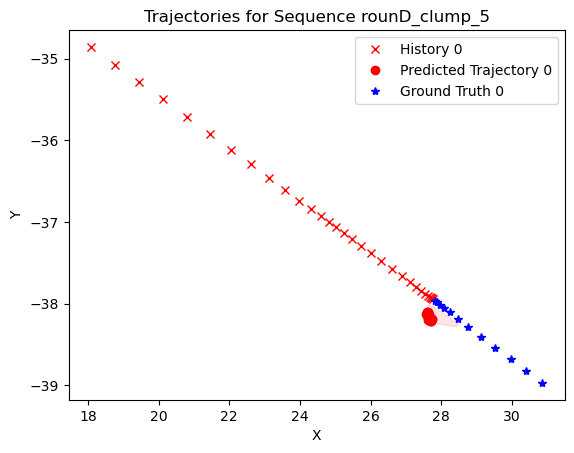 Trajectories for Sequence rounD_clump_5
History 0
Predicted Trajectory 0
Ground Truth 0
−35
−36
−37
−38
−39
Y
18 20 22 24 26 28 30
X